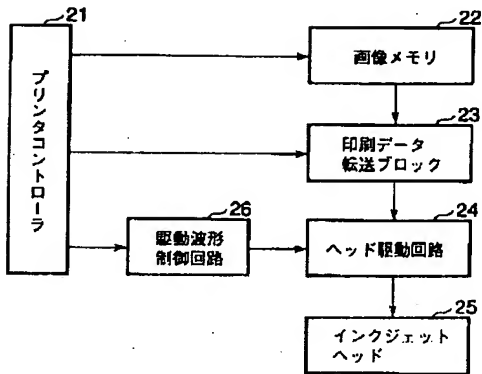 21
プリンタコントローラ
22
画像メモリ
23
印刷データ
転送ブロック
26
駆動波形
制御回路
24
ヘッド駆動回路
25
インクジェット
ヘッド